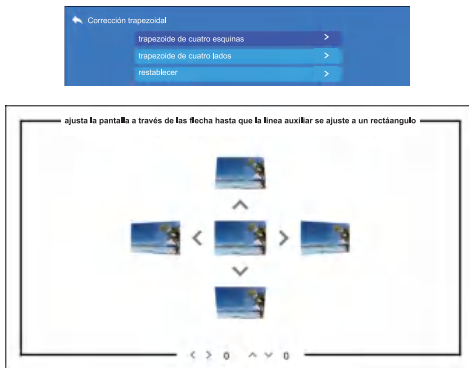 Corrección trapezoidal
trapezoide de cuatro esquinas >
trapezoide de cuatro lados >
restablecer >
ajusta la pantalla a través de las flecha hasta que la línea auxiliar se ajuste a un rectáangulo
< > 0 ∧ ∨ 0